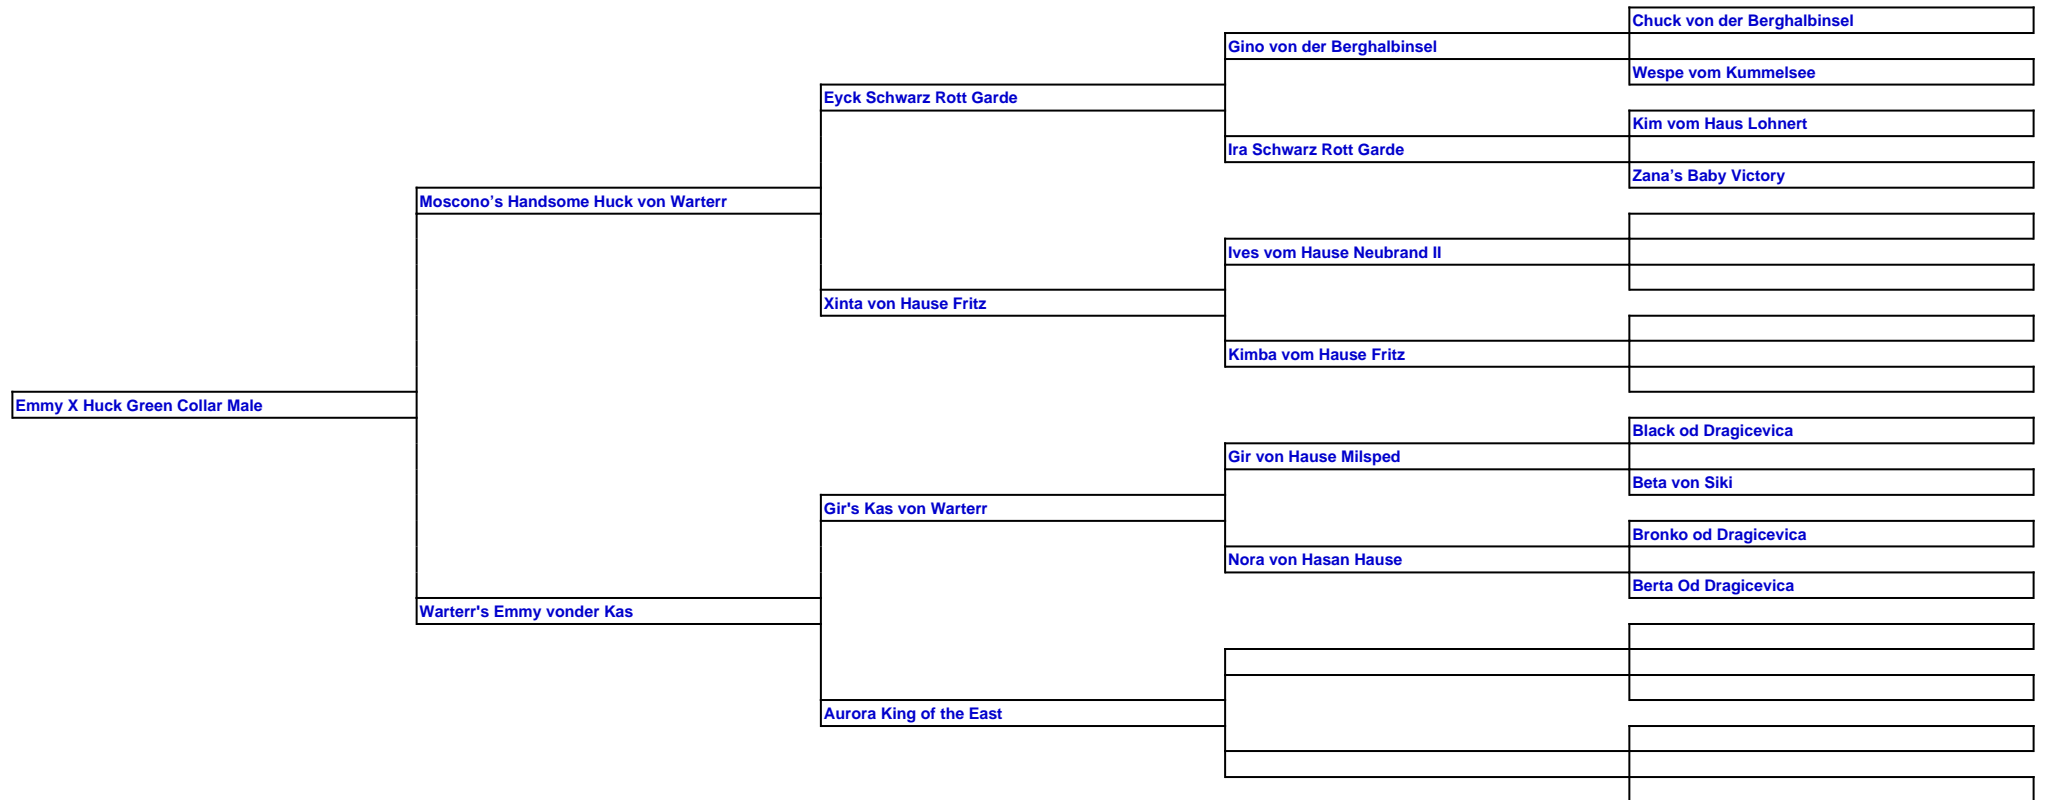 Chuck von der Berghalbinsel
Gino von der Berghalbinsel
Wespe vom Kummelsee
Eyck Schwarz Rott Garde
Kim vom Haus Lohnert
Ira Schwarz Rott Garde
Zana’s Baby Victory
Moscono’s Handsome Huck von Warterr
Ives vom Hause Neubrand II
Xinta von Hause Fritz
Kimba vom Hause Fritz
Emmy X Huck Green Collar Male
Black od Dragicevica
Gir von Hause Milsped
Beta von Siki
Gir's Kas von Warterr
Bronko od Dragicevica
Nora von Hasan Hause
Berta Od Dragicevica
Warterr's Emmy vonder Kas
Aurora King of the East